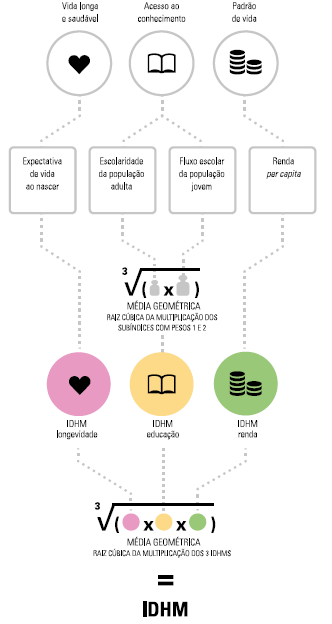 Vida longa
e saudável
Acesso ao
conhecimento
Padrão
de vida
Expectativa
de vida
ao nascer
Escolaridade
da população
adulta
Fluxo escolar
da população
jovem
Renda
per capita
3√( x )
MÉDIA GEOMÉTRICA
RAIZ CÚBICA DA MULTIPLICAÇÃO DOS
SUBÍNDICES COM PESOS 1 E 2
IDHM
longevidade
IDHM
educação
IDHM
renda
3√( x x )
MÉDIA GEOMÉTRICA
RAIZ CÚBICA DA MULTIPLICAÇÃO DOS 3 IDHMS
=
IDHM